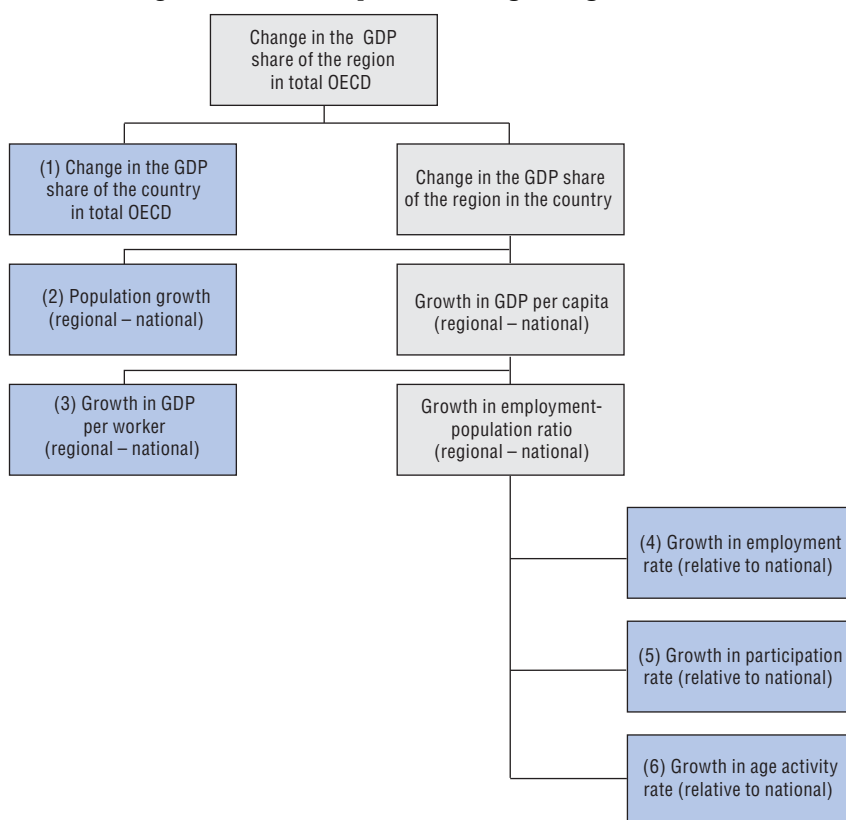 Change in the GDP
share of the region
in total OECD
(1) Change in the GDP
share of the country
in total OECD
Change in the GDP share
of the region in the country
(2) Population growth
(regional – national)
Growth in GDP per capita
(regional – national)
(3) Growth in GDP
per worker
(regional – national)
Growth in employment-
population ratio
(regional – national)
(4) Growth in employment
rate (relative to national)
(5) Growth in participation
rate (relative to national)
(6) Growth in age activity
rate (relative to national)